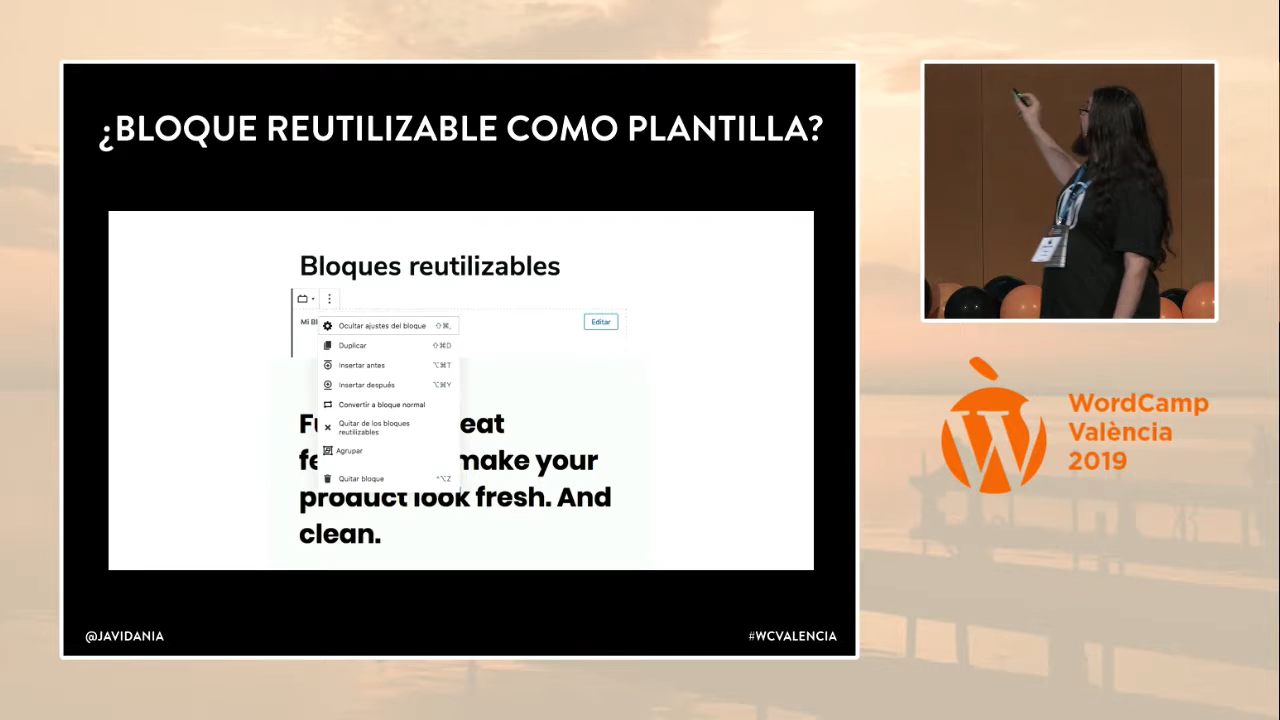 ¿BLOQUE REUTILIZABLE COMO PLANTILLA?
Bloques reutilizables
Mi Bl
Editar
Ocultar ajustes del bloque ⇧⌘,
Duplicar ⇧⌘D
Insertar antes ⌥⌘T
Insertar después ⌥⌘Y
Convertir a bloque normal
Quitar de los bloques
reutilizables
Agrupar
Quitar bloque ^⌥Z
eat
make your
product look fresh. And
clean.
@JAVIDANIA
#WCVALENCIA
WordCamp
València
2019